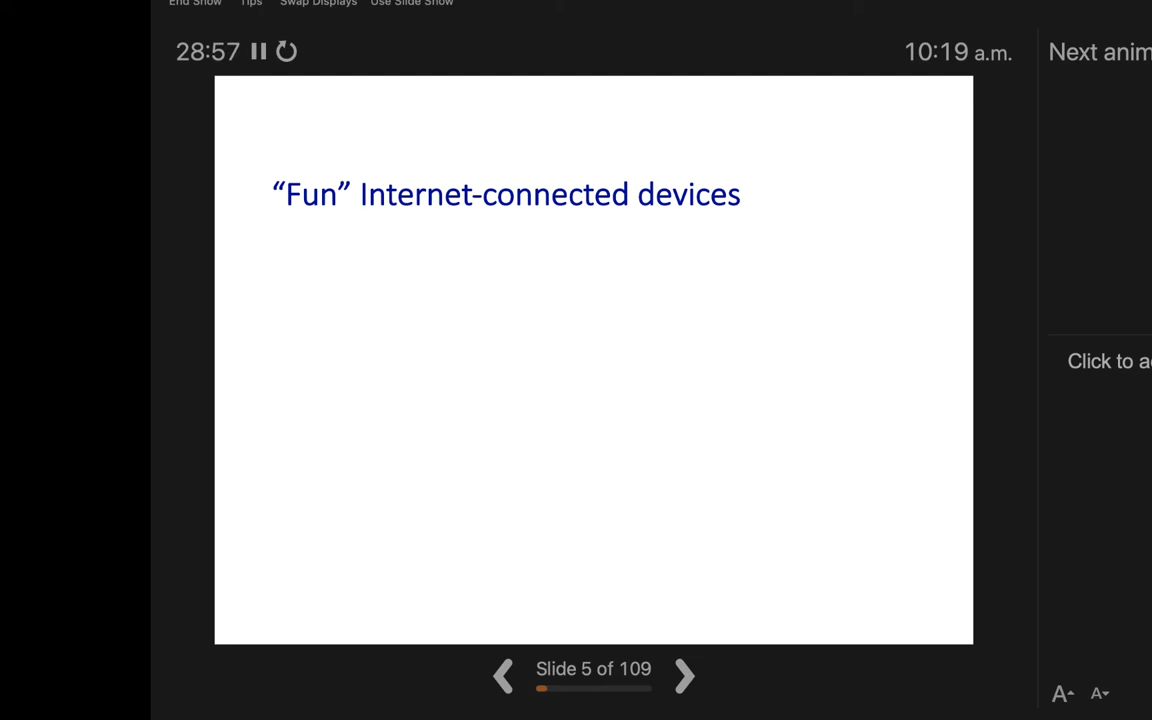 End Show Tips Swap Displays Use Slide Show
28:57 10:19 a.m. Next anim
“Fun” Internet-connected devices
Click to a
Slide 5 of 109
A A